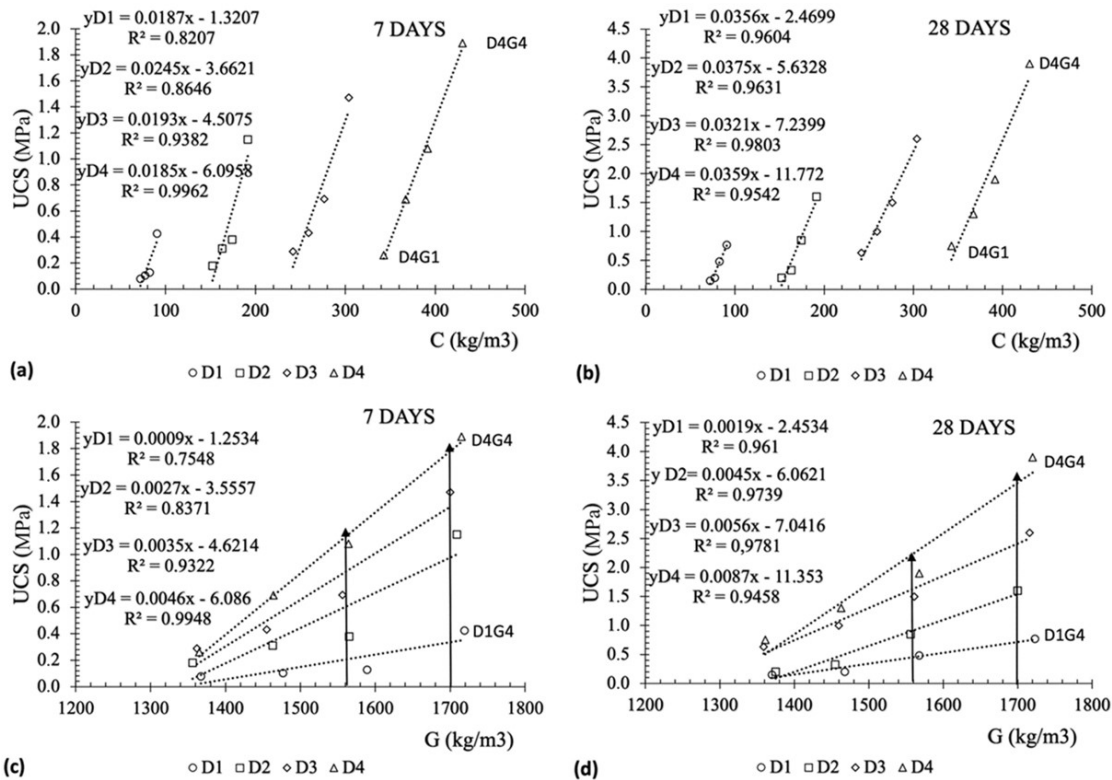 7 DAYS
yD1 = 0.0187x - 1.3207
R² = 0.8207
yD2 = 0.0245x - 3.6621
R² = 0.8646
yD3 = 0.0193x - 4.5075
R² = 0.9382
yD4 = 0.0185x - 6.0958
R² = 0.9962
D4G4
D4G1
UCS (MPa)
2.0
1.8
1.6
1.4
1.2
1.0
0.8
0.6
0.4
0.2
0.0
0 100 200 300 400 500
C (kg/m3)
(a)
D1 D2 D3 D4
28 DAYS
yD1 = 0.0356x - 2.4699
R² = 0.9604
yD2 = 0.0375x - 5.6328
R² = 0.9631
yD3 = 0.0321x - 7.2399
R² = 0.9803
yD4 = 0.0359x - 11.772
R² = 0.9542
D4G4
D4G1
UCS (MPa)
4.5
4.0
3.5
3.0
2.5
2.0
1.5
1.0
0.5
0.0
0 100 200 300 400 500
C (kg/m3)
(b)
D1 D2 D3 D4
7 DAYS
yD1 = 0.0009x - 1.2534
R² = 0.7548
yD2 = 0.0027x - 3.5557
R² = 0.8371
yD3 = 0.0035x - 4.6214
R² = 0.9322
yD4 = 0.0046x - 6.086
R² = 0.9948
D4G4
D1G4
UCS (MPa)
2.0
1.8
1.6
1.4
1.2
1.0
0.8
0.6
0.4
0.2
0.0
1200 1300 1400 1500 1600 1700 1800
G (kg/m3)
(c)
D1 D2 D3 D4
28 DAYS
yD1 = 0.0019x - 2.4534
R² = 0.961
y D2= 0.0045x - 6.0621
R² = 0.9739
yD3 = 0.0056x - 7.0416
R² = 0,9781
yD4 = 0.0087x - 11.353
R² = 0.9458
D4G4
D1G4
UCS (MPa)
4.5
4.0
3.5
3.0
2.5
2.0
1.5
1.0
0.5
0.0
1200 1300 1400 1500 1600 1700 1800
G (kg/m3)
(d)
D1 D2 D3 D4